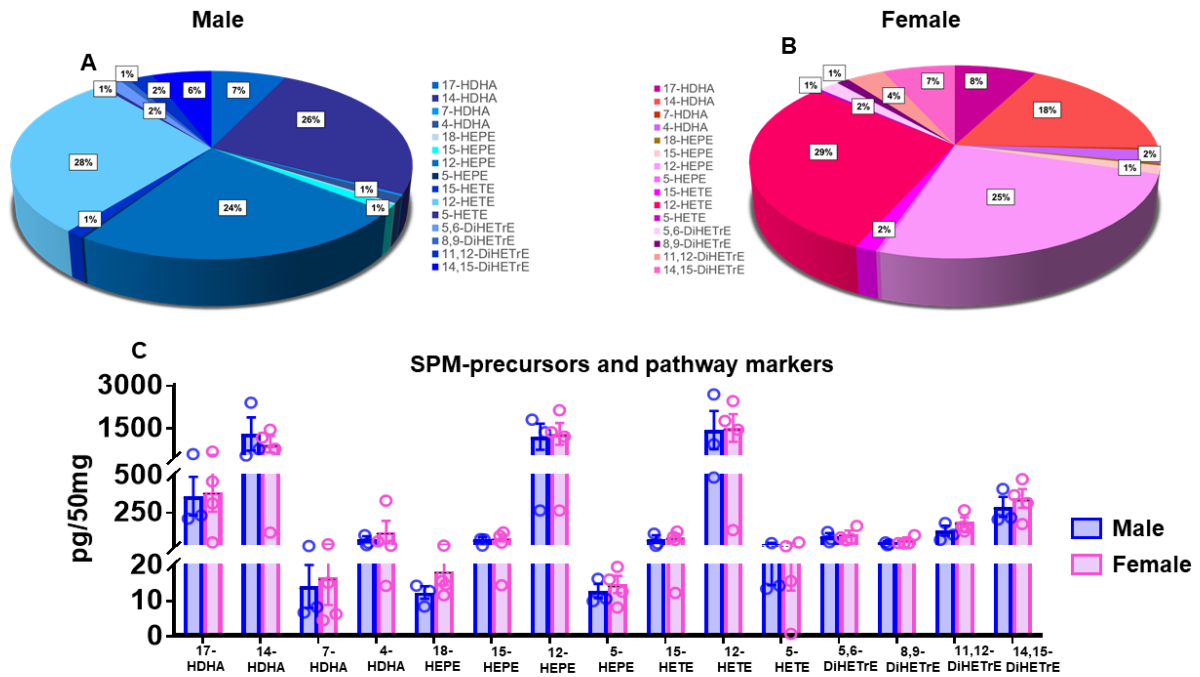 Male
A
1%
1%
2%
6%
7%
2%
26%
28%
1%
1%
24%
1%
17-HDHA
14-HDHA
7-HDHA
4-HDHA
18-HEPE
15-HEPE
12-HEPE
5-HEPE
15-HETE
12-HETE
5-HETE
5,6-DiHETrE
8,9-DiHETrE
11,12-DiHETrE
14,15-DiHETrE
Female
B
1%
1%
2%
4%
7%
8%
18%
29%
2%
1%
25%
2%
17-HDHA
14-HDHA
7-HDHA
4-HDHA
18-HEPE
15-HEPE
12-HEPE
5-HEPE
15-HETE
12-HETE
5-HETE
5,6-DiHETrE
8,9-DiHETrE
11,12-DiHETrE
14,15-DiHETrE
C
SPM-precursors and pathway markers
pg/50mg
3000
1500
500
250
20
10
0
17-
HDHA
14-
HDHA
7-
HDHA
4-
HDHA
18-
HEPE
15-
HEPE
12-
HEPE
5-
HEPE
15-
HETE
12-
HETE
5-
HETE
5,6-
DiHETrE
8,9-
DiHETrE
11,12-
DiHETrE
14,15-
DiHETrE
Male
Female